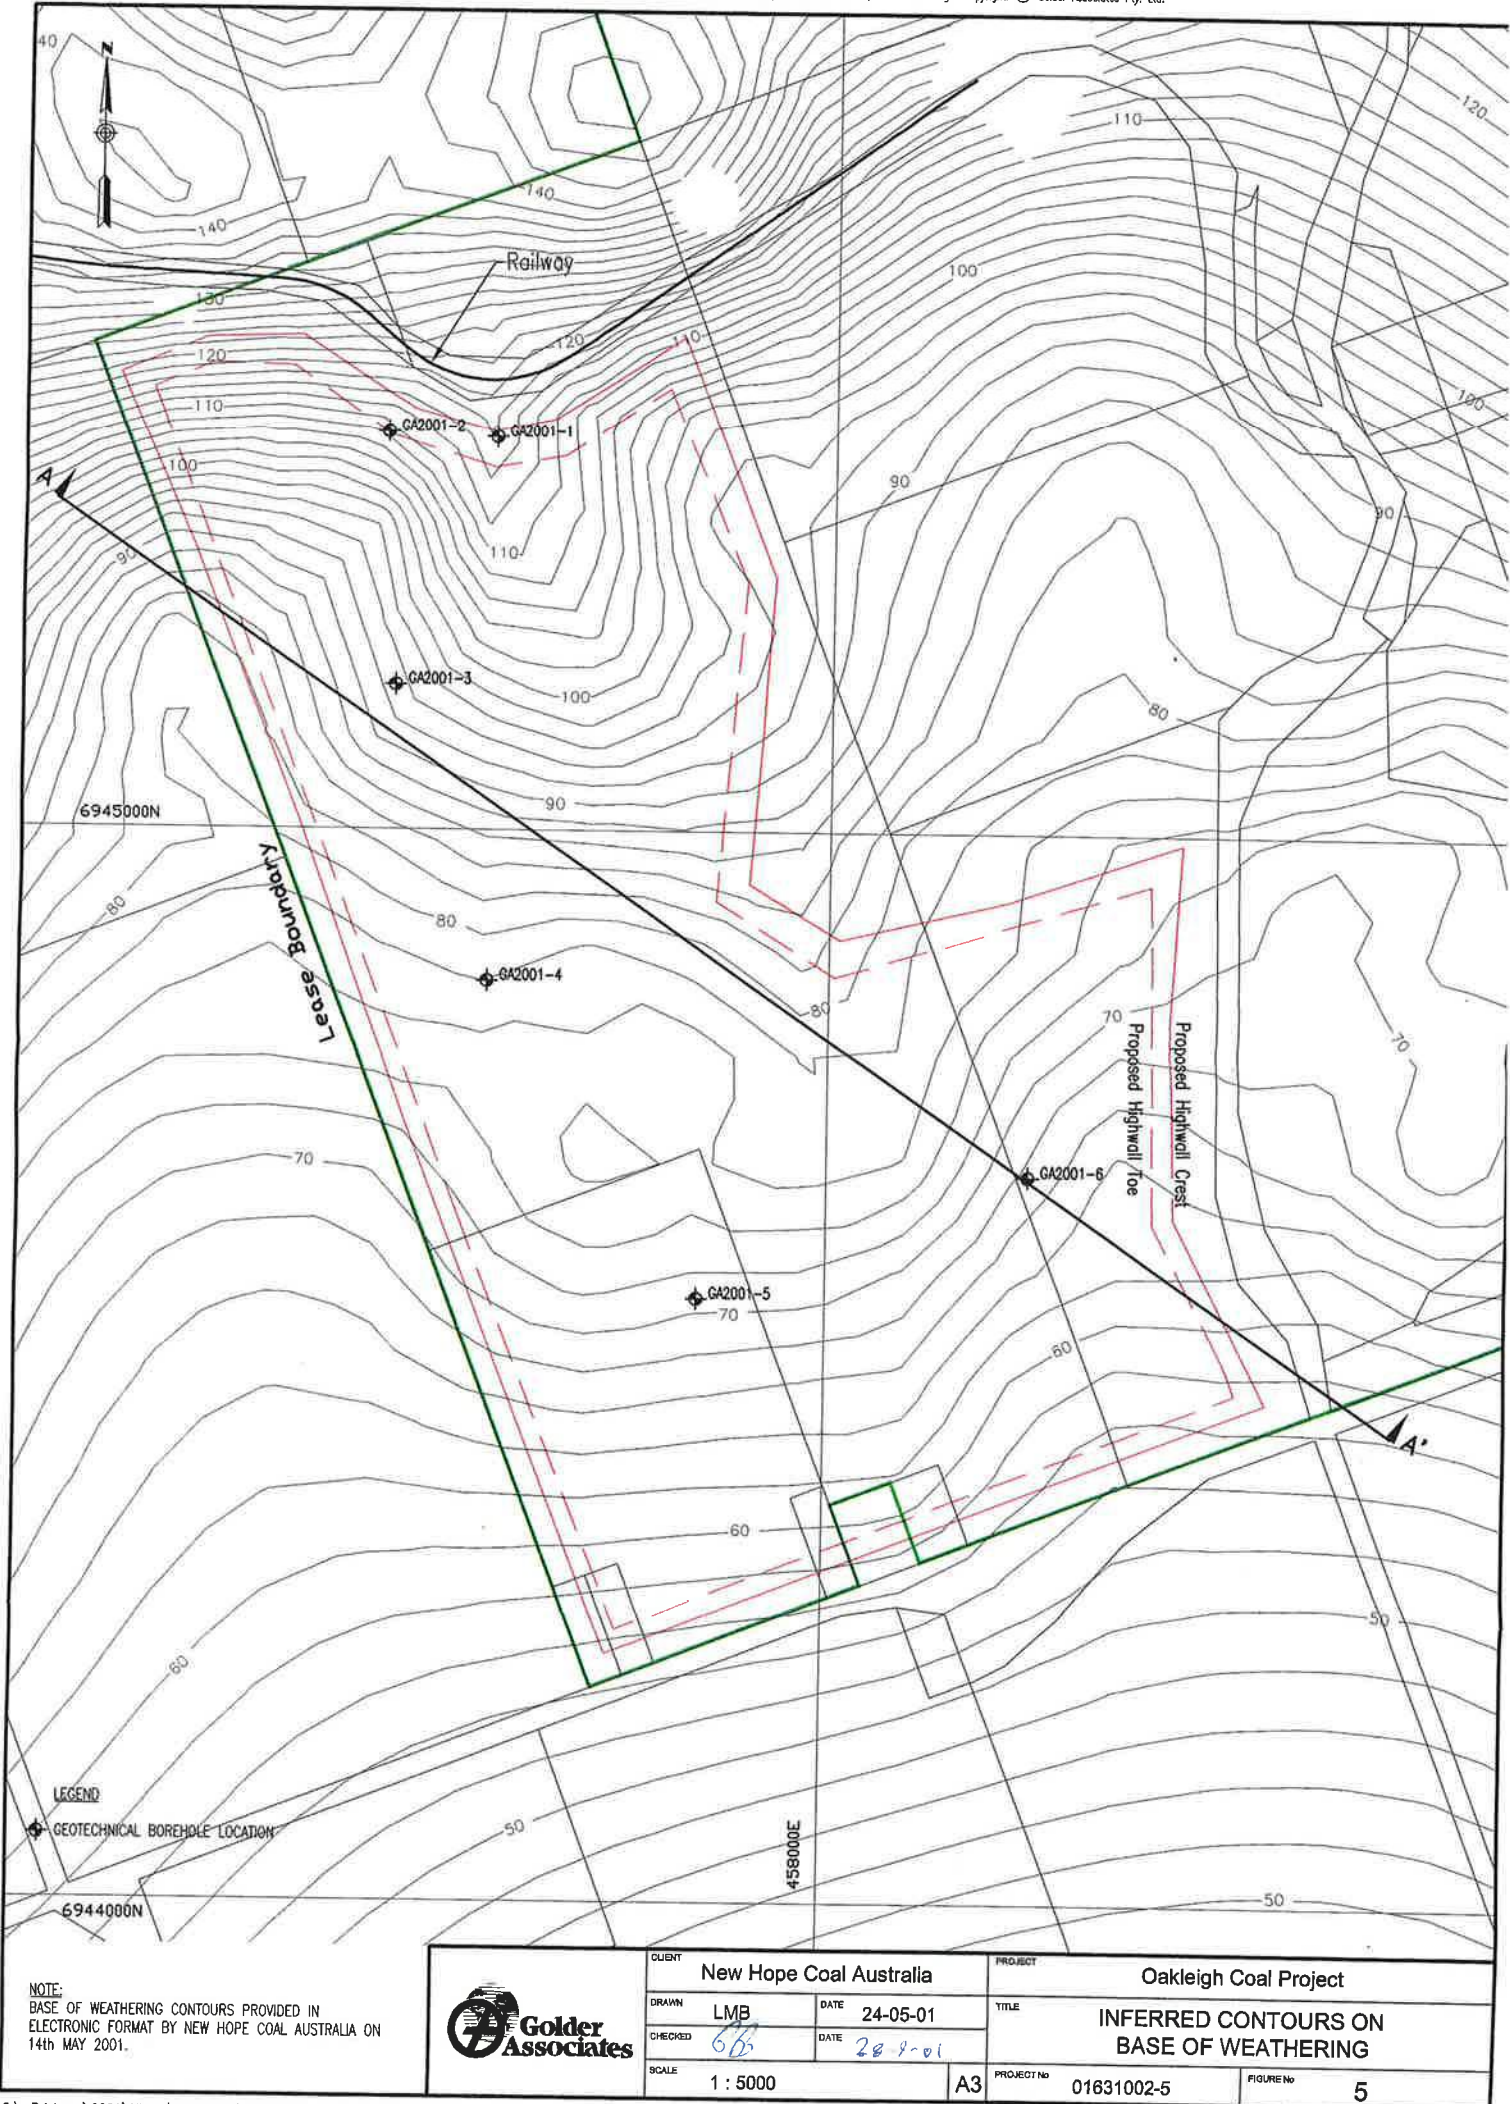 40
N
120
110
140
140
100
Railway
130
120
110
120
110
100
90
GA2001-2
GA2001-1
100
A
90
90
110
GA2001-3
100
80
90
6945000N
Lease Boundary
80
80
GA2001-4
80
70
70
Proposed Highwall Crest
Proposed Highwall Toe
70
GA2001-6
GA2001-5
70
60
A'
60
50
60
LEGEND
GEOTECHNICAL BOREHOLE LOCATION
50
458000E
50
6944000N
NOTE:
BASE OF WEATHERING CONTOURS PROVIDED IN
ELECTRONIC FORMAT BY NEW HOPE COAL AUSTRALIA ON
14th MAY 2001.
Golder
Associates
CLIENT
New Hope Coal Australia
PROJECT
Oakleigh Coal Project
DRAWN LMB DATE 24-05-01
TITLE
INFERRED CONTOURS ON
BASE OF WEATHERING
CHECKED DATE
SCALE 1 : 5000 A3
PROJECT No 01631002-5 FIGURE No 5